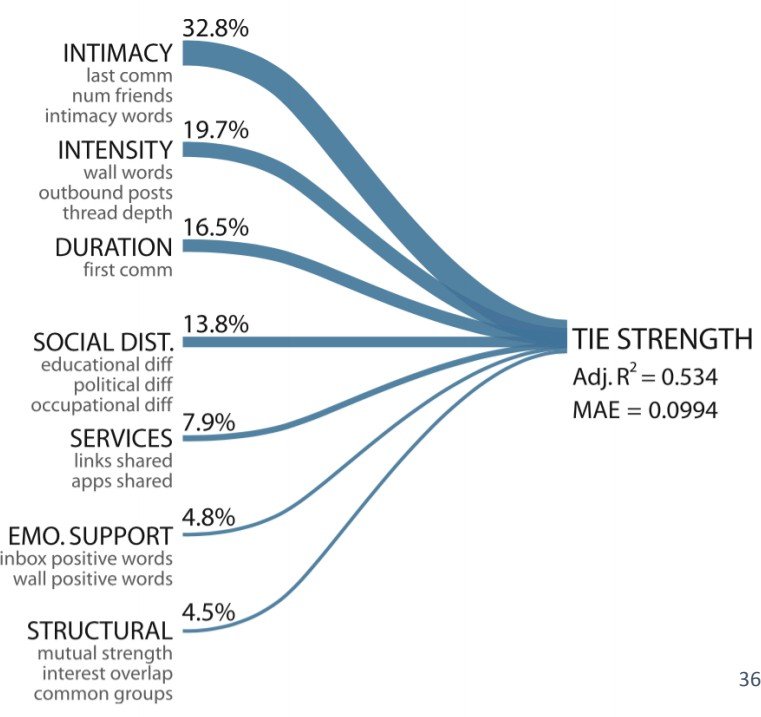 32.8%
INTIMACY
last comm
num friends
intimacy words
19.7%
INTENSITY
wall words
outbound posts
thread depth
16.5%
DURATION
first comm
13.8%
SOCIAL DIST.
educational diff
political diff
occupational diff
7.9%
SERVICES
links shared
apps shared
4.8%
EMO. SUPPORT
inbox positive words
wall positive words
4.5%
STRUCTURAL
mutual strength
interest overlap
common groups
TIE STRENGTH
Adj. R² = 0.534
MAE = 0.0994
36